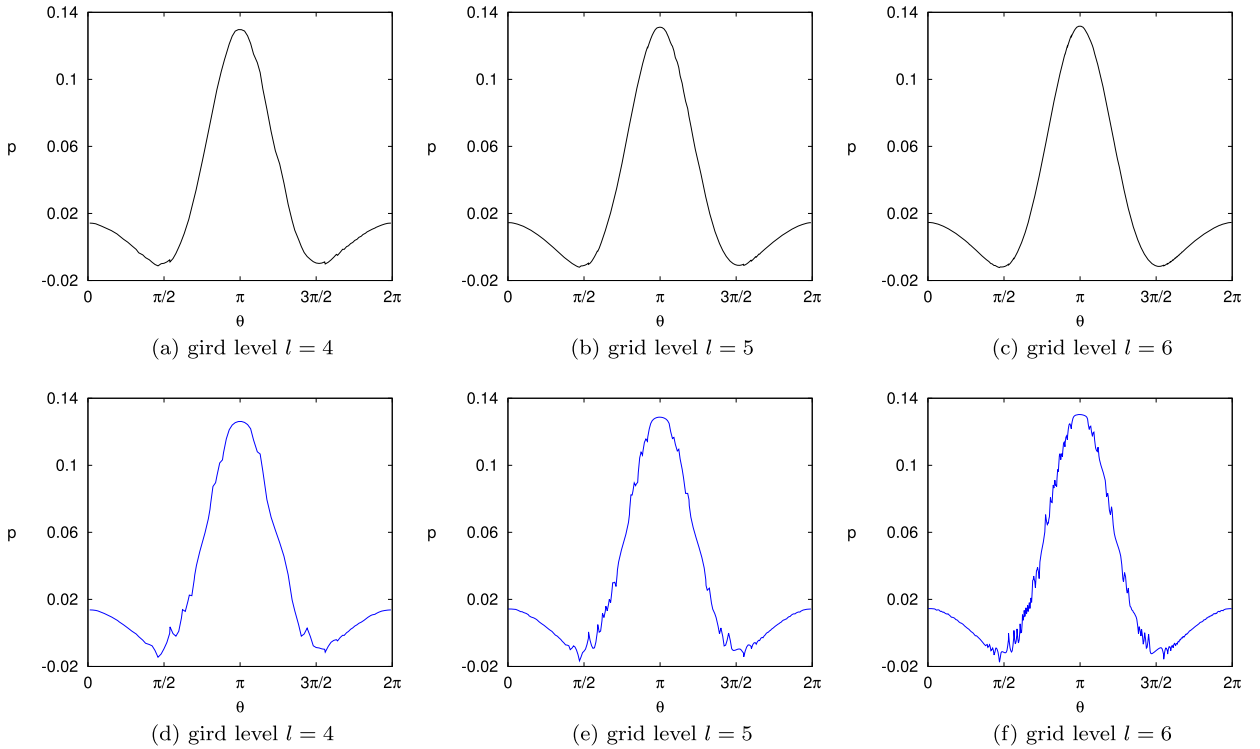 0.14
0.1
0.06
0.02
-0.02
p
0 π/2 π 3π/2 2π
θ
(a) gird level l = 4
0.14
0.1
0.06
0.02
-0.02
p
0 π/2 π 3π/2 2π
θ
(b) grid level l = 5
0.14
0.1
0.06
0.02
-0.02
p
0 π/2 π 3π/2 2π
θ
(c) grid level l = 6
0.14
0.1
0.06
0.02
-0.02
p
0 π/2 π 3π/2 2π
θ
(d) gird level l = 4
0.14
0.1
0.06
0.02
-0.02
p
0 π/2 π 3π/2 2π
θ
(e) grid level l = 5
0.14
0.1
0.06
0.02
-0.02
p
0 π/2 π 3π/2 2π
θ
(f) grid level l = 6